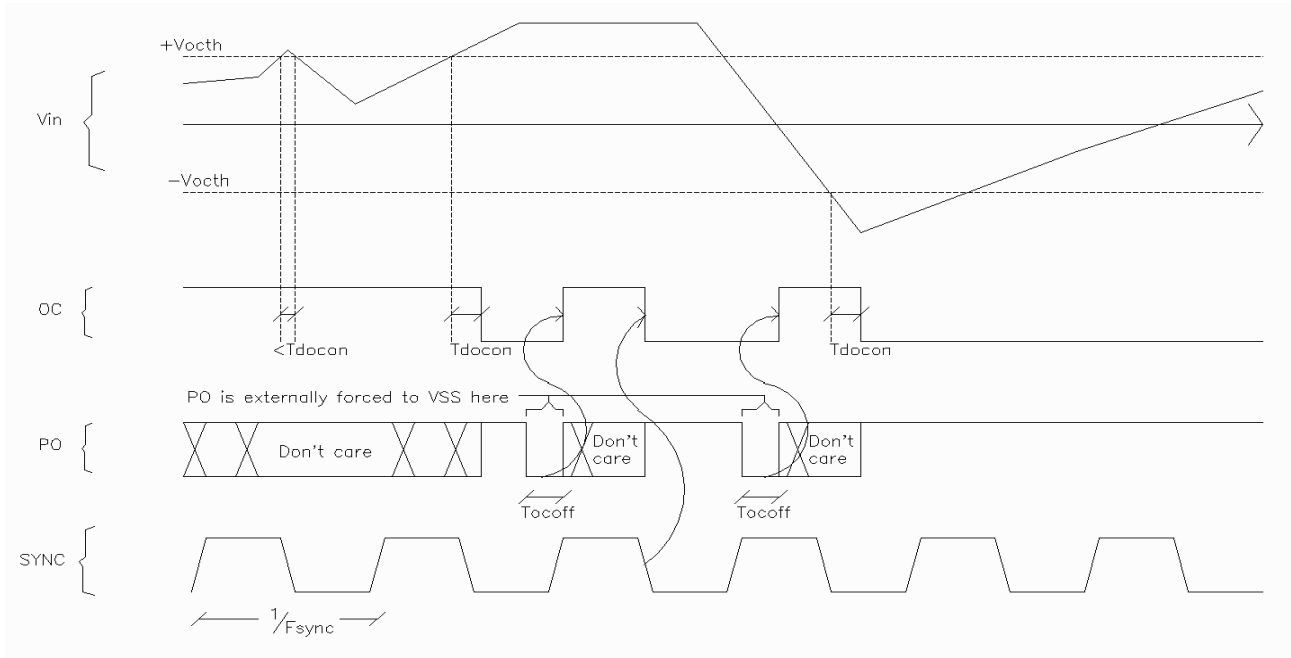 +Vocth
Vin
-Vocth
OC
<Tdocon
Tdocon
Tdocon
PO is externally forced to VSS here
PO
Don't care
Don't
care
Don't
care
Tocoff
Tocoff
SYNC
1/Fsync